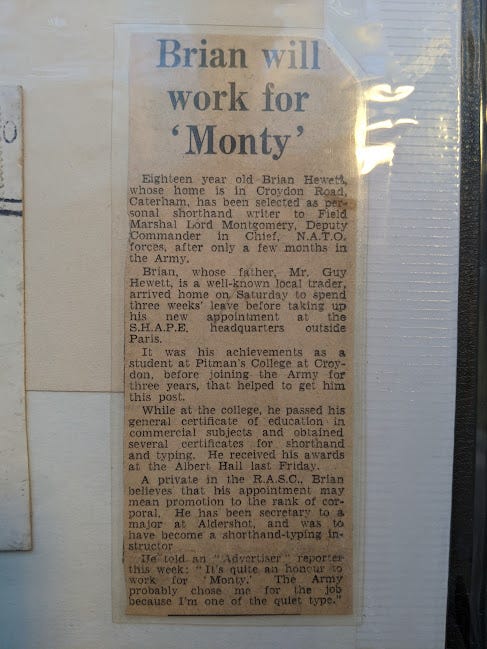 Brian will
work for
‘Monty’
Eighteen year old Brian Hewett,
whose home is in Croydon Road,
Caterham, has been selected as per-
sonal shorthand writer to Field
Marshal Lord Montgomery, Deputy
Commander in Chief, N.A.T.O.
forces, after only a few months in
the Army.
Brian, whose father, Mr. Guy
Hewett, is a well-known local trader,
arrived home on Saturday to spend
three weeks' leave before taking up
his new appointment at the
S.H.A.P.E. headquarters outside
Paris.
It was his achievements as a
student at Pitman's College at Croy-
don, before joining the Army for
three years, that helped to get him
this post.
While at the college, he passed his
general certificate of education in
commercial subjects and obtained
several certificates for shorthand
and typing. He received his awards
at the Albert Hall last Friday.
A private in the R.A.S.C., Brian
believes that his appointment may
mean promotion to the rank of cor-
poral. He has been secretary to a
major at Aldershot, and was to
have become a shorthand-typing in-
structor
He told an "Advertiser" reporter
this week: "It's quite an honour to
work for 'Monty.' The Army
probably chose me for the job
because I'm one of the quiet type."